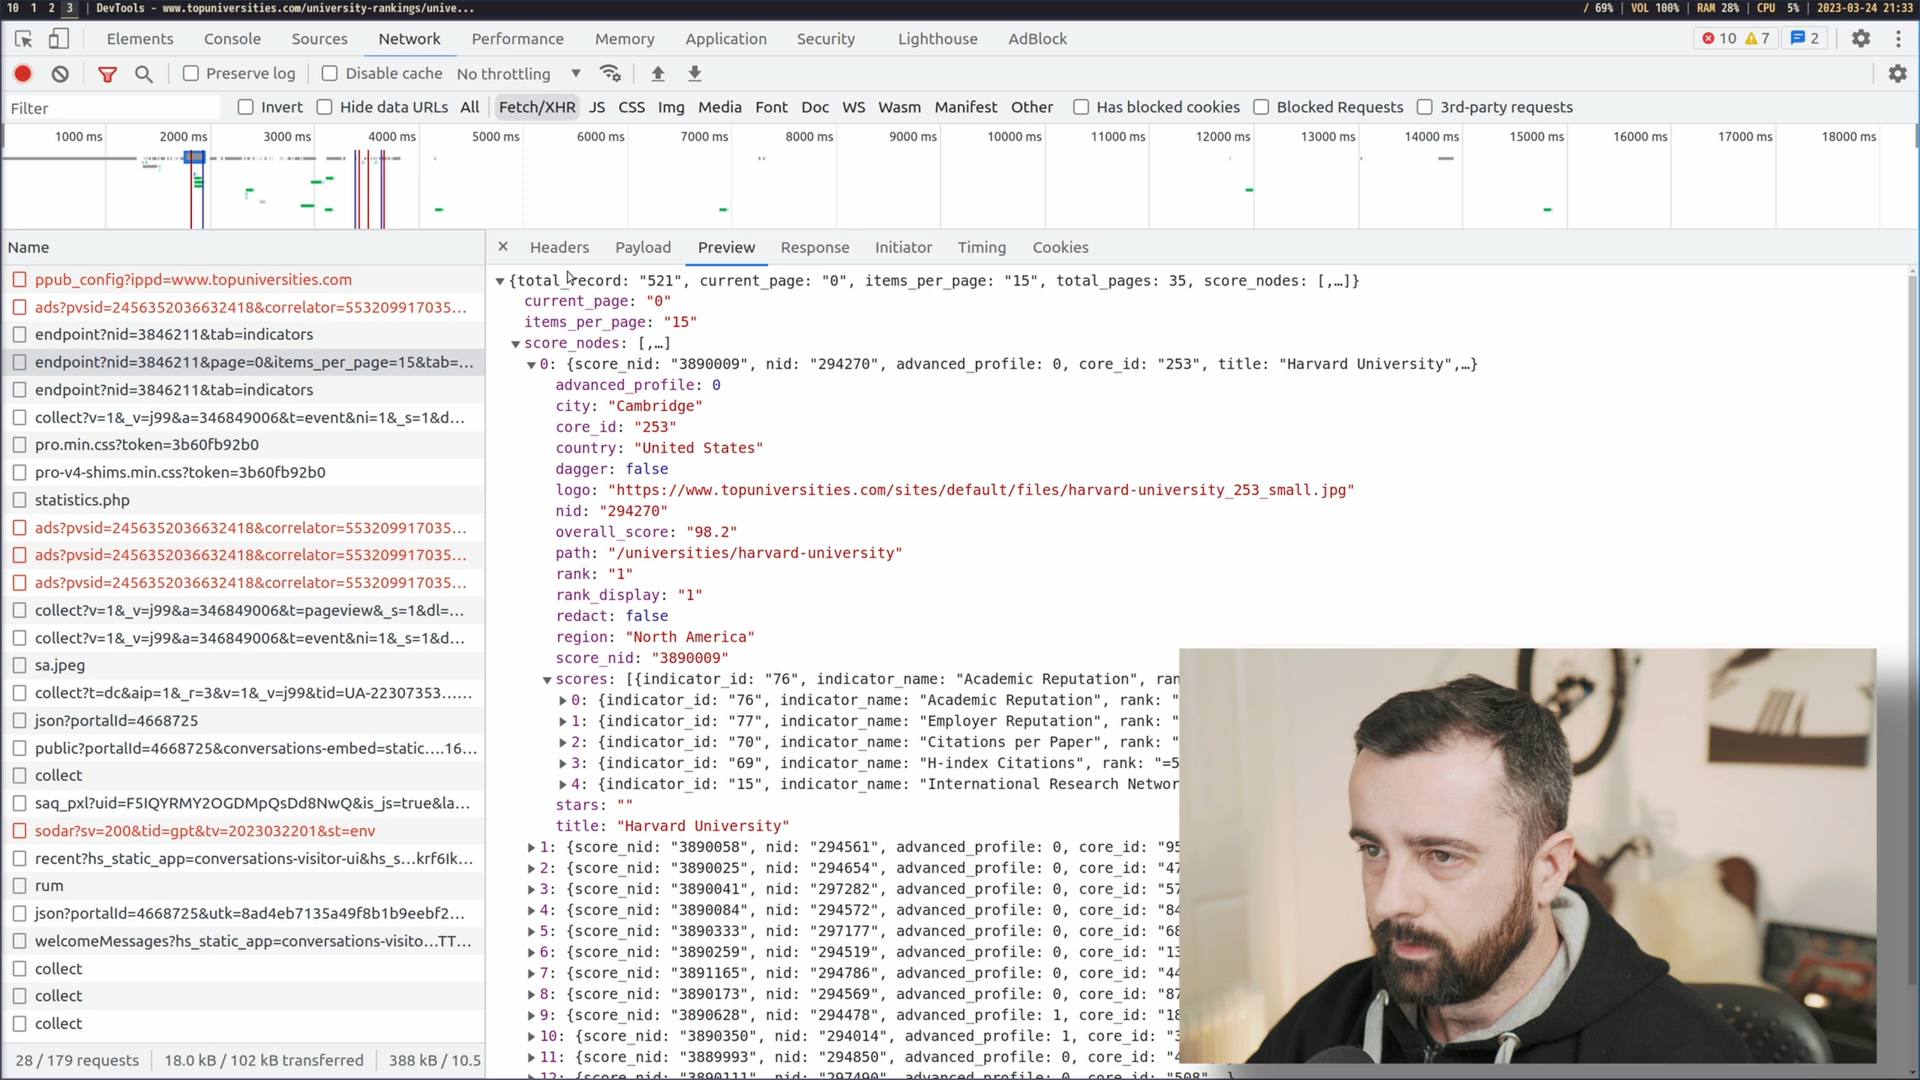 10 1 2 3 | DevTools - www.topuniversities.com/university-rankings/unive...
/ 69% | VOL 100% | RAM 28% | CPU 5% | 2023-03-24 21:33
Elements Console Sources Network Performance Memory Application Security Lighthouse AdBlock
10 7 2
Preserve log Disable cache No throttling
Filter Invert Hide data URLs All Fetch/XHR JS CSS Img Media Font Doc WS Wasm Manifest Other Has blocked cookies Blocked Requests 3rd-party requests
1000 ms 2000 ms 3000 ms 4000 ms 5000 ms 6000 ms 7000 ms 8000 ms 9000 ms 10000 ms 11000 ms 12000 ms 13000 ms 14000 ms 15000 ms 16000 ms 17000 ms 18000 ms
Name
ppub_config?ippd=www.topuniversities.com
ads?pvsid=2456352036632418&correlator=553209917035...
endpoint?nid=3846211&tab=indicators
endpoint?nid=3846211&page=0&items_per_page=15&tab=...
endpoint?nid=3846211&tab=indicators
collect?v=1&_v=j99&a=346849006&t=event&ni=1&_s=1&d...
pro.min.css?token=3b60fb92b0
pro-v4-shims.min.css?token=3b60fb92b0
statistics.php
ads?pvsid=2456352036632418&correlator=553209917035...
ads?pvsid=2456352036632418&correlator=553209917035...
ads?pvsid=2456352036632418&correlator=553209917035...
collect?v=1&_v=j99&a=346849006&t=pageview&_s=1&dl=...
collect?v=1&_v=j99&a=346849006&t=event&ni=1&_s=1&d...
sa.jpeg
collect?t=dc&aip=1&_r=3&v=1&_v=j99&tid=UA-22307353......
json?portalId=4668725
public?portalId=4668725&conversations-embed=static....16...
collect
saq_pxl?uid=F5IQYRMY2OGDMpQsDd8NwQ&is_js=true&la...
sodar?sv=200&tid=gpt&tv=2023032201&st=env
recent?hs_static_app=conversations-visitor-ui&hs_s...krf6Ik...
rum
json?portalId=4668725&utk=8ad4eb7135a49f8b1b9eebf2...
welcomeMessages?hs_static_app=conversations-visito...TT...
collect
collect
collect
28 / 179 requests 18.0 kB / 102 kB transferred 388 kB / 10.5
Headers Payload Preview Response Initiator Timing Cookies
{total_record: "521", current_page: "0", items_per_page: "15", total_pages: 35, score_nodes: [,…]}
current_page: "0"
items_per_page: "15"
score_nodes: [,…]
0: {score_nid: "3890009", nid: "294270", advanced_profile: 0, core_id: "253", title: "Harvard University",…}
advanced_profile: 0
city: "Cambridge"
core_id: "253"
country: "United States"
dagger: false
logo: "https://www.topuniversities.com/sites/default/files/harvard-university_253_small.jpg"
nid: "294270"
overall_score: "98.2"
path: "/universities/harvard-university"
rank: "1"
rank_display: "1"
redact: false
region: "North America"
score_nid: "3890009"
scores: [{indicator_id: "76", indicator_name: "Academic Reputation", ran
0: {indicator_id: "76", indicator_name: "Academic Reputation", rank: "
1: {indicator_id: "77", indicator_name: "Employer Reputation", rank: "
2: {indicator_id: "70", indicator_name: "Citations per Paper", rank: "
3: {indicator_id: "69", indicator_name: "H-index Citations", rank: "=5
4: {indicator_id: "15", indicator_name: "International Research Networ
stars: ""
title: "Harvard University"
1: {score_nid: "3890058", nid: "294561", advanced_profile: 0, core_id: "95
2: {score_nid: "3890025", nid: "294654", advanced_profile: 0, core_id: "47
3: {score_nid: "3890041", nid: "297282", advanced_profile: 0, core_id: "57
4: {score_nid: "3890084", nid: "294572", advanced_profile: 0, core_id: "84
5: {score_nid: "3890333", nid: "297177", advanced_profile: 0, core_id: "68
6: {score_nid: "3890259", nid: "294519", advanced_profile: 0, core_id: "13
7: {score_nid: "3891165", nid: "294786", advanced_profile: 0, core_id: "44
8: {score_nid: "3890173", nid: "294569", advanced_profile: 0, core_id: "87
9: {score_nid: "3890628", nid: "294478", advanced_profile: 1, core_id: "18
10: {score_nid: "3890350", nid: "294014", advanced_profile: 1, core_id: "
11: {score_nid: "3889993", nid: "294850", advanced_profile: 0, core_id: "4
12: {score_nid: "3890111", nid: "297490", advanced_profile: 0, core_id: "508",